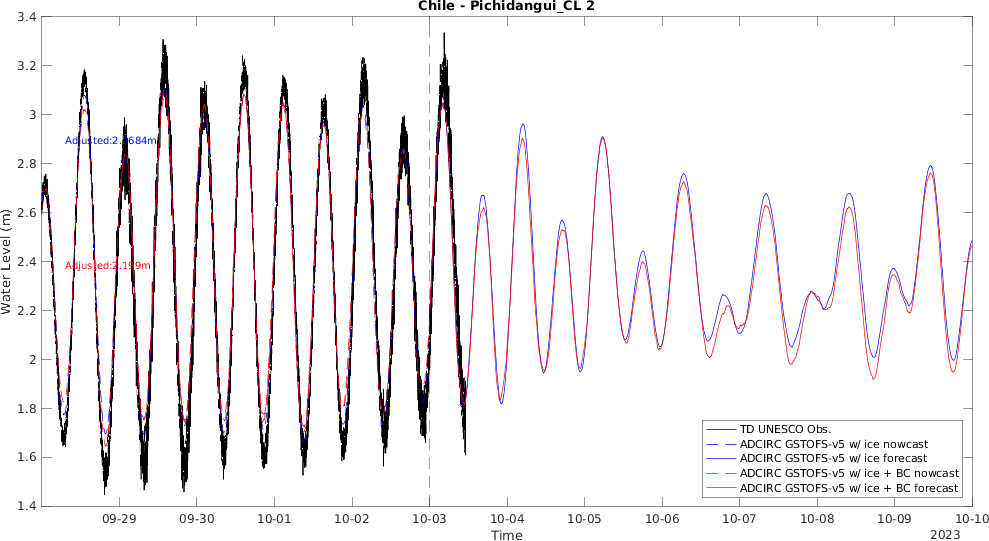 Chile - Pichidangui_CL 2
3.4
3.2
3
2.8
2.6
2.4
2.2
2
1.8
1.6
1.4
Water Level (m)
Adjusted:2.199m
TD UNESCO Obs.
ADCIRC GSTOFS-v5 w/ ice nowcast
ADCIRC GSTOFS-v5 w/ ice forecast
ADCIRC GSTOFS-v5 w/ ice + BC nowcast
ADCIRC GSTOFS-v5 w/ ice + BC forecast
09-29 09-30 10-01 10-02 10-03 10-04 10-05 10-06 10-07 10-08 10-09 10-10
Time
2023